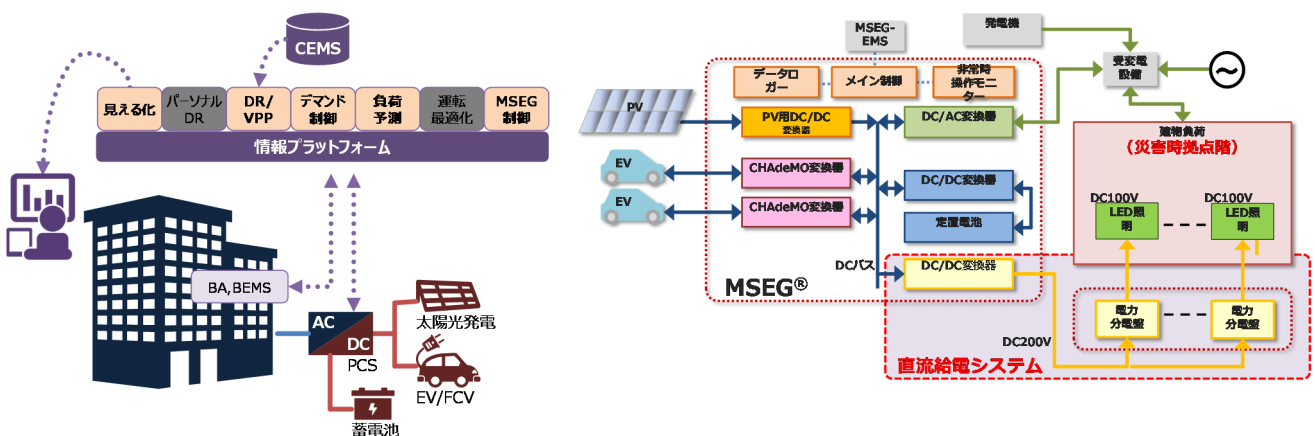 CEMS
見える化
パーソナル
DR
DR/
VPP
デマンド
制御
負荷
予測
運転
最適化
MSEG
制御
情報プラットフォーム
BA,BEMS
AC
DC
PCS
太陽光発電
EV/FCV
蓄電池
MSEG-
EMS
発電機
受変電
設備
データロ
ガー
メイン制御
非常時
操作モニ
ター
PV
PV用DC/DC
変換器
DC/AC変換器
EV
CHAdeMO変換器
EV
CHAdeMO変換器
DC/DC変換器
定置電池
DCバス
DC/DC変換器
MSEG®
建物負荷
(災害時拠点階)
DC100V
LED照
明
DC100V
LED照
明
電力
分電盤
電力
分電盤
DC200V
直流給電システム